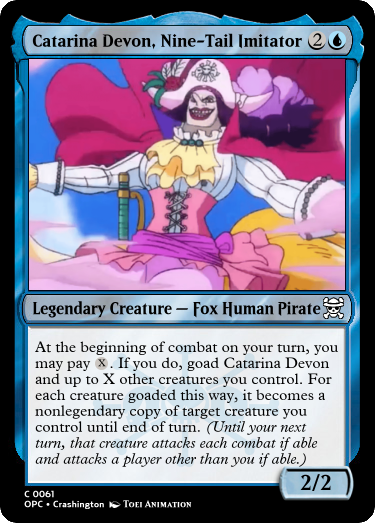 Catarina Devon, Nine-Tail Imitator 2
Legendary Creature — Fox Human Pirate
At the beginning of combat on your turn, you
may pay X. If you do, goad Catarina Devon
and up to X other creatures you control. For
each creature goaded this way, it becomes a
nonlegendary copy of target creature you
control until end of turn. (Until your next
turn, that creature attacks each combat if able
and attacks a player other than you if able.)
2/2
C 0061
OPC • Crashington TOEI ANIMATION